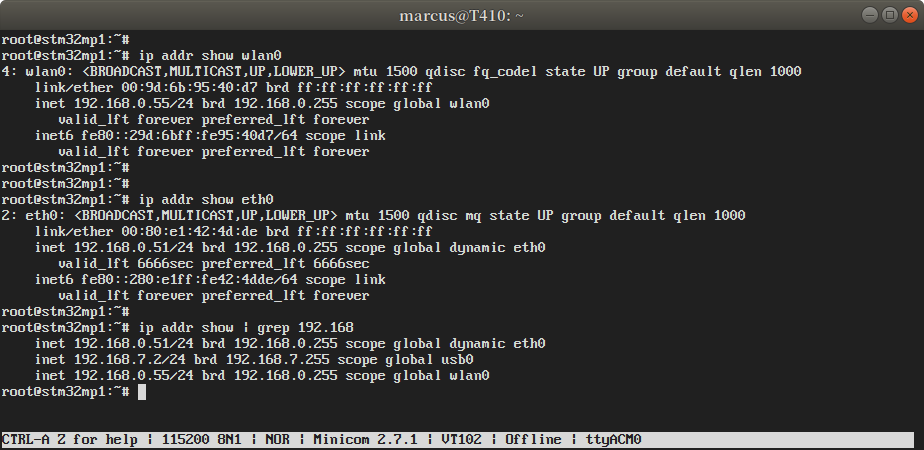 marcus@T410: ~
root@stm32mp1:~#
root@stm32mp1:~# ip addr show wlan0
4: wlan0: <BROADCAST,MULTICAST,UP,LOWER_UP> mtu 1500 qdisc fq_codel state UP group default qlen 1000
    link/ether 00:9d:6b:95:40:d7 brd ff:ff:ff:ff:ff:ff
    inet 192.168.0.55/24 brd 192.168.0.255 scope global wlan0
       valid_lft forever preferred_lft forever
    inet6 fe80::29d:6bff:fe95:40d7/64 scope link
       valid_lft forever preferred_lft forever
root@stm32mp1:~#
root@stm32mp1:~#
root@stm32mp1:~# ip addr show eth0
2: eth0: <BROADCAST,MULTICAST,UP,LOWER_UP> mtu 1500 qdisc mq state UP group default qlen 1000
    link/ether 00:80:e1:42:4d:de brd ff:ff:ff:ff:ff:ff
    inet 192.168.0.51/24 brd 192.168.0.255 scope global dynamic eth0
       valid_lft 6666sec preferred_lft 6666sec
    inet6 fe80::280:e1ff:fe42:4dde/64 scope link
       valid_lft forever preferred_lft forever
root@stm32mp1:~#
root@stm32mp1:~# ip addr show | grep 192.168
    inet 192.168.0.51/24 brd 192.168.0.255 scope global dynamic eth0
    inet 192.168.7.2/24 brd 192.168.7.255 scope global usb0
    inet 192.168.0.55/24 brd 192.168.0.255 scope global wlan0
root@stm32mp1:~#
CTRL-A Z for help | 115200 8N1 | NOR | Minicom 2.7.1 | VT102 | Offline | ttyACM0